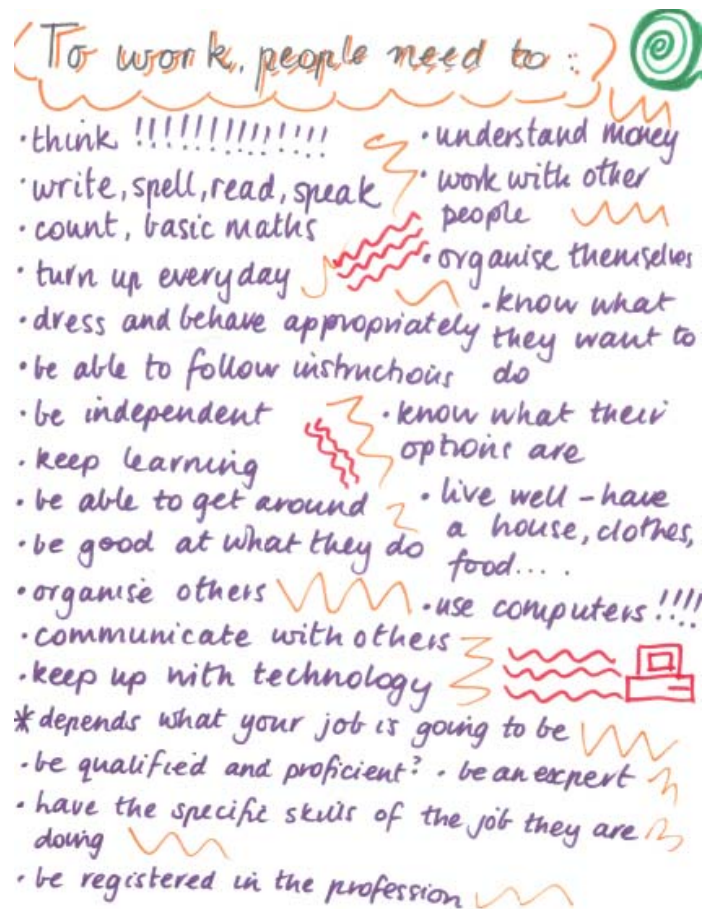 To work, people need to:
• think !!!!!!!!!!!!!!
• write, spell, read, speak
• count, basic maths
• turn up everyday
• dress and behave appropriately
• be able to follow instructions
• be independent
• keep learning
• be able to get around
• be good at what they do
• organise others
• communicate with others
• keep up with technology
• understand money
• work with other
people
• organise themselves
• know what
they want to
do
• know what their
options are
• live well – have
a house, clothes,
food....
• use computers !!!!
* depends what your job is going to be
• be qualified and proficient? • be an expert
• have the specific skills of the job they are
doing
• be registered in the profession